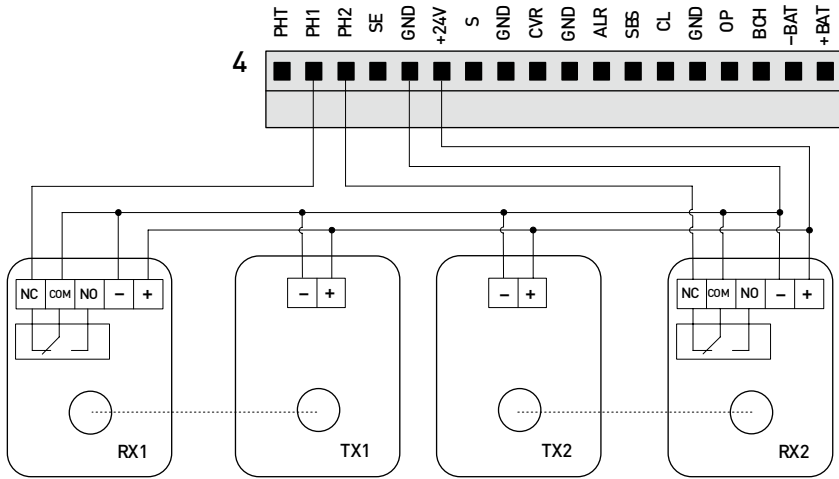 PHT PH1 PH2 SE GND +24V S GND CVR GND ALR SBS CL GND OP BCH –BAT +BAT
4
NC COM NO – +
– +
– +
NC COM NO – +
RX1
TX1
TX2
RX2